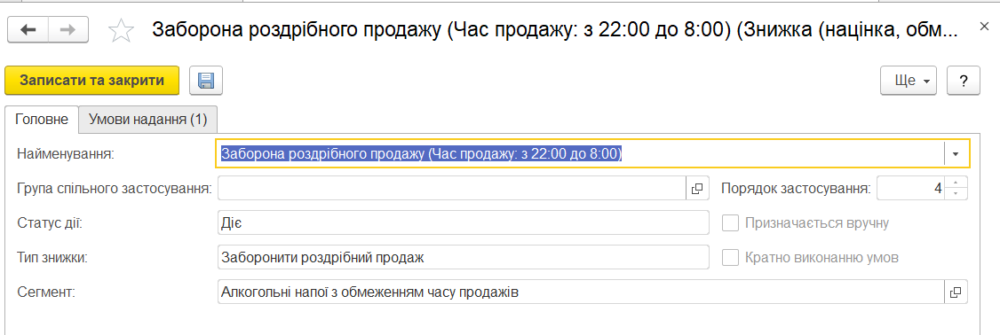 Заборона роздрібного продажу (Час продажу: з 22:00 до 8:00) (Знижка (націнка, обм...
Записати та закрити
Ще
?
Головне
Умови надання (1)
Найменування: Заборона роздрібного продажу (Час продажу: з 22:00 до 8:00)
Група спільного застосування: Порядок застосування: 4
Статус дії: Діє Призначається вручну
Тип знижки: Заборонити роздрібний продаж Кратно виконанню умов
Сегмент: Алкогольні напої з обмеженням часу продажів